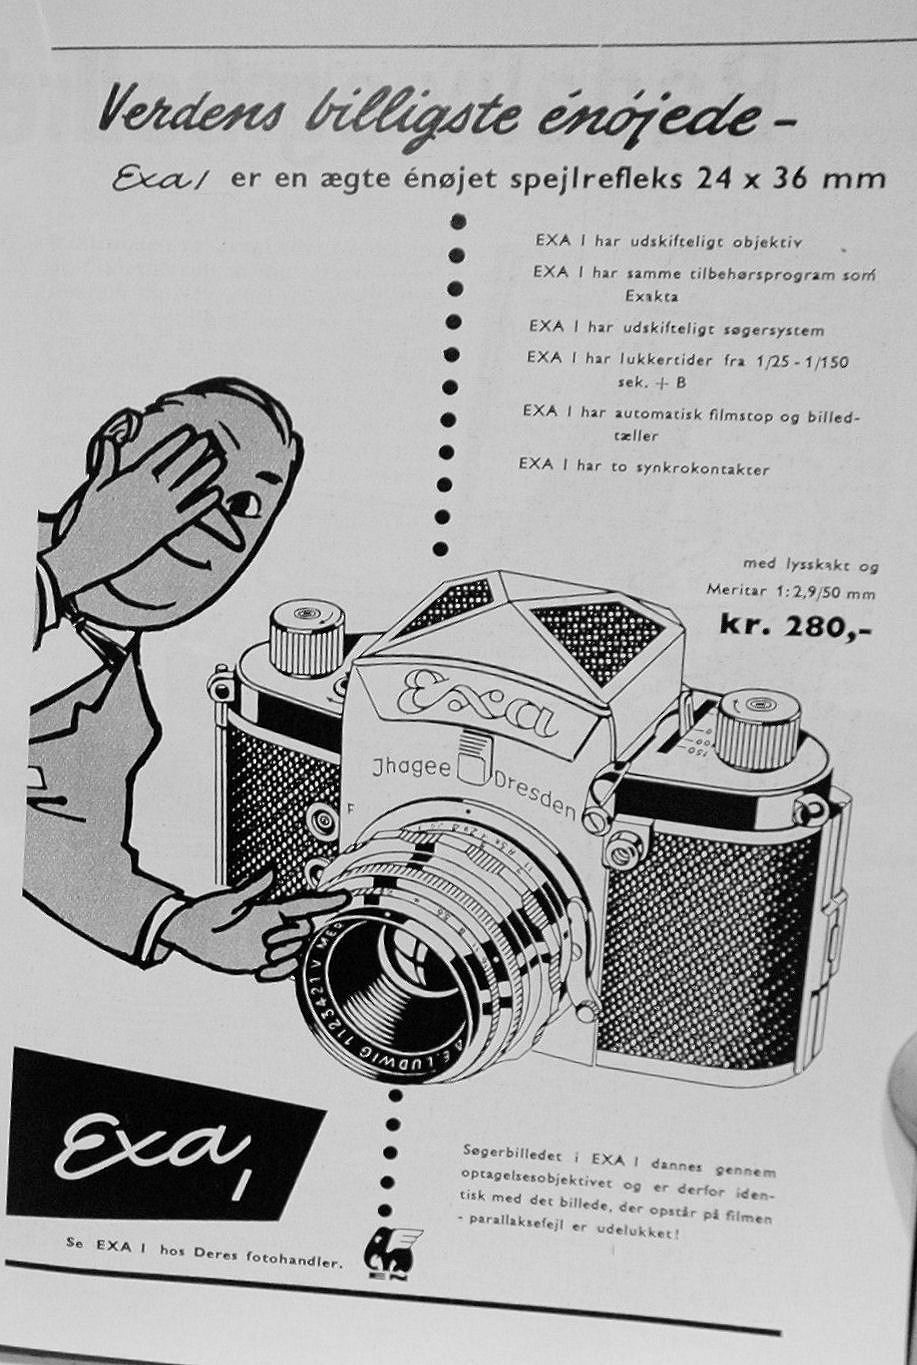 Verdens billigste énøjede -
Exa I er en ægte énøjet spejlrefleks 24 x 36 mm
EXA I har udskifteligt objektiv
EXA I har samme tilbehørsprogram som
Exakta
EXA I har udskifteligt søgersystem
EXA I har lukkertider fra 1/25 - 1/150
sek. + B
EXA I har automatisk filmstop og billed-
tæller
EXA I har to synkrokontakter
med lysskakt og
Meritar 1:2,9/50 mm
kr. 280,-
Exa
Jhagee Dresden
F
E. LUDWIG 1123421 V MER
Exa I
Søgerbilledet i EXA I dannes gennem
optagelsesobjektivet og er derfor iden-
tisk med det billede, der opstår på filmen
- parallaksefejl er udelukket!
Se EXA I hos Deres fotohandler.
EN